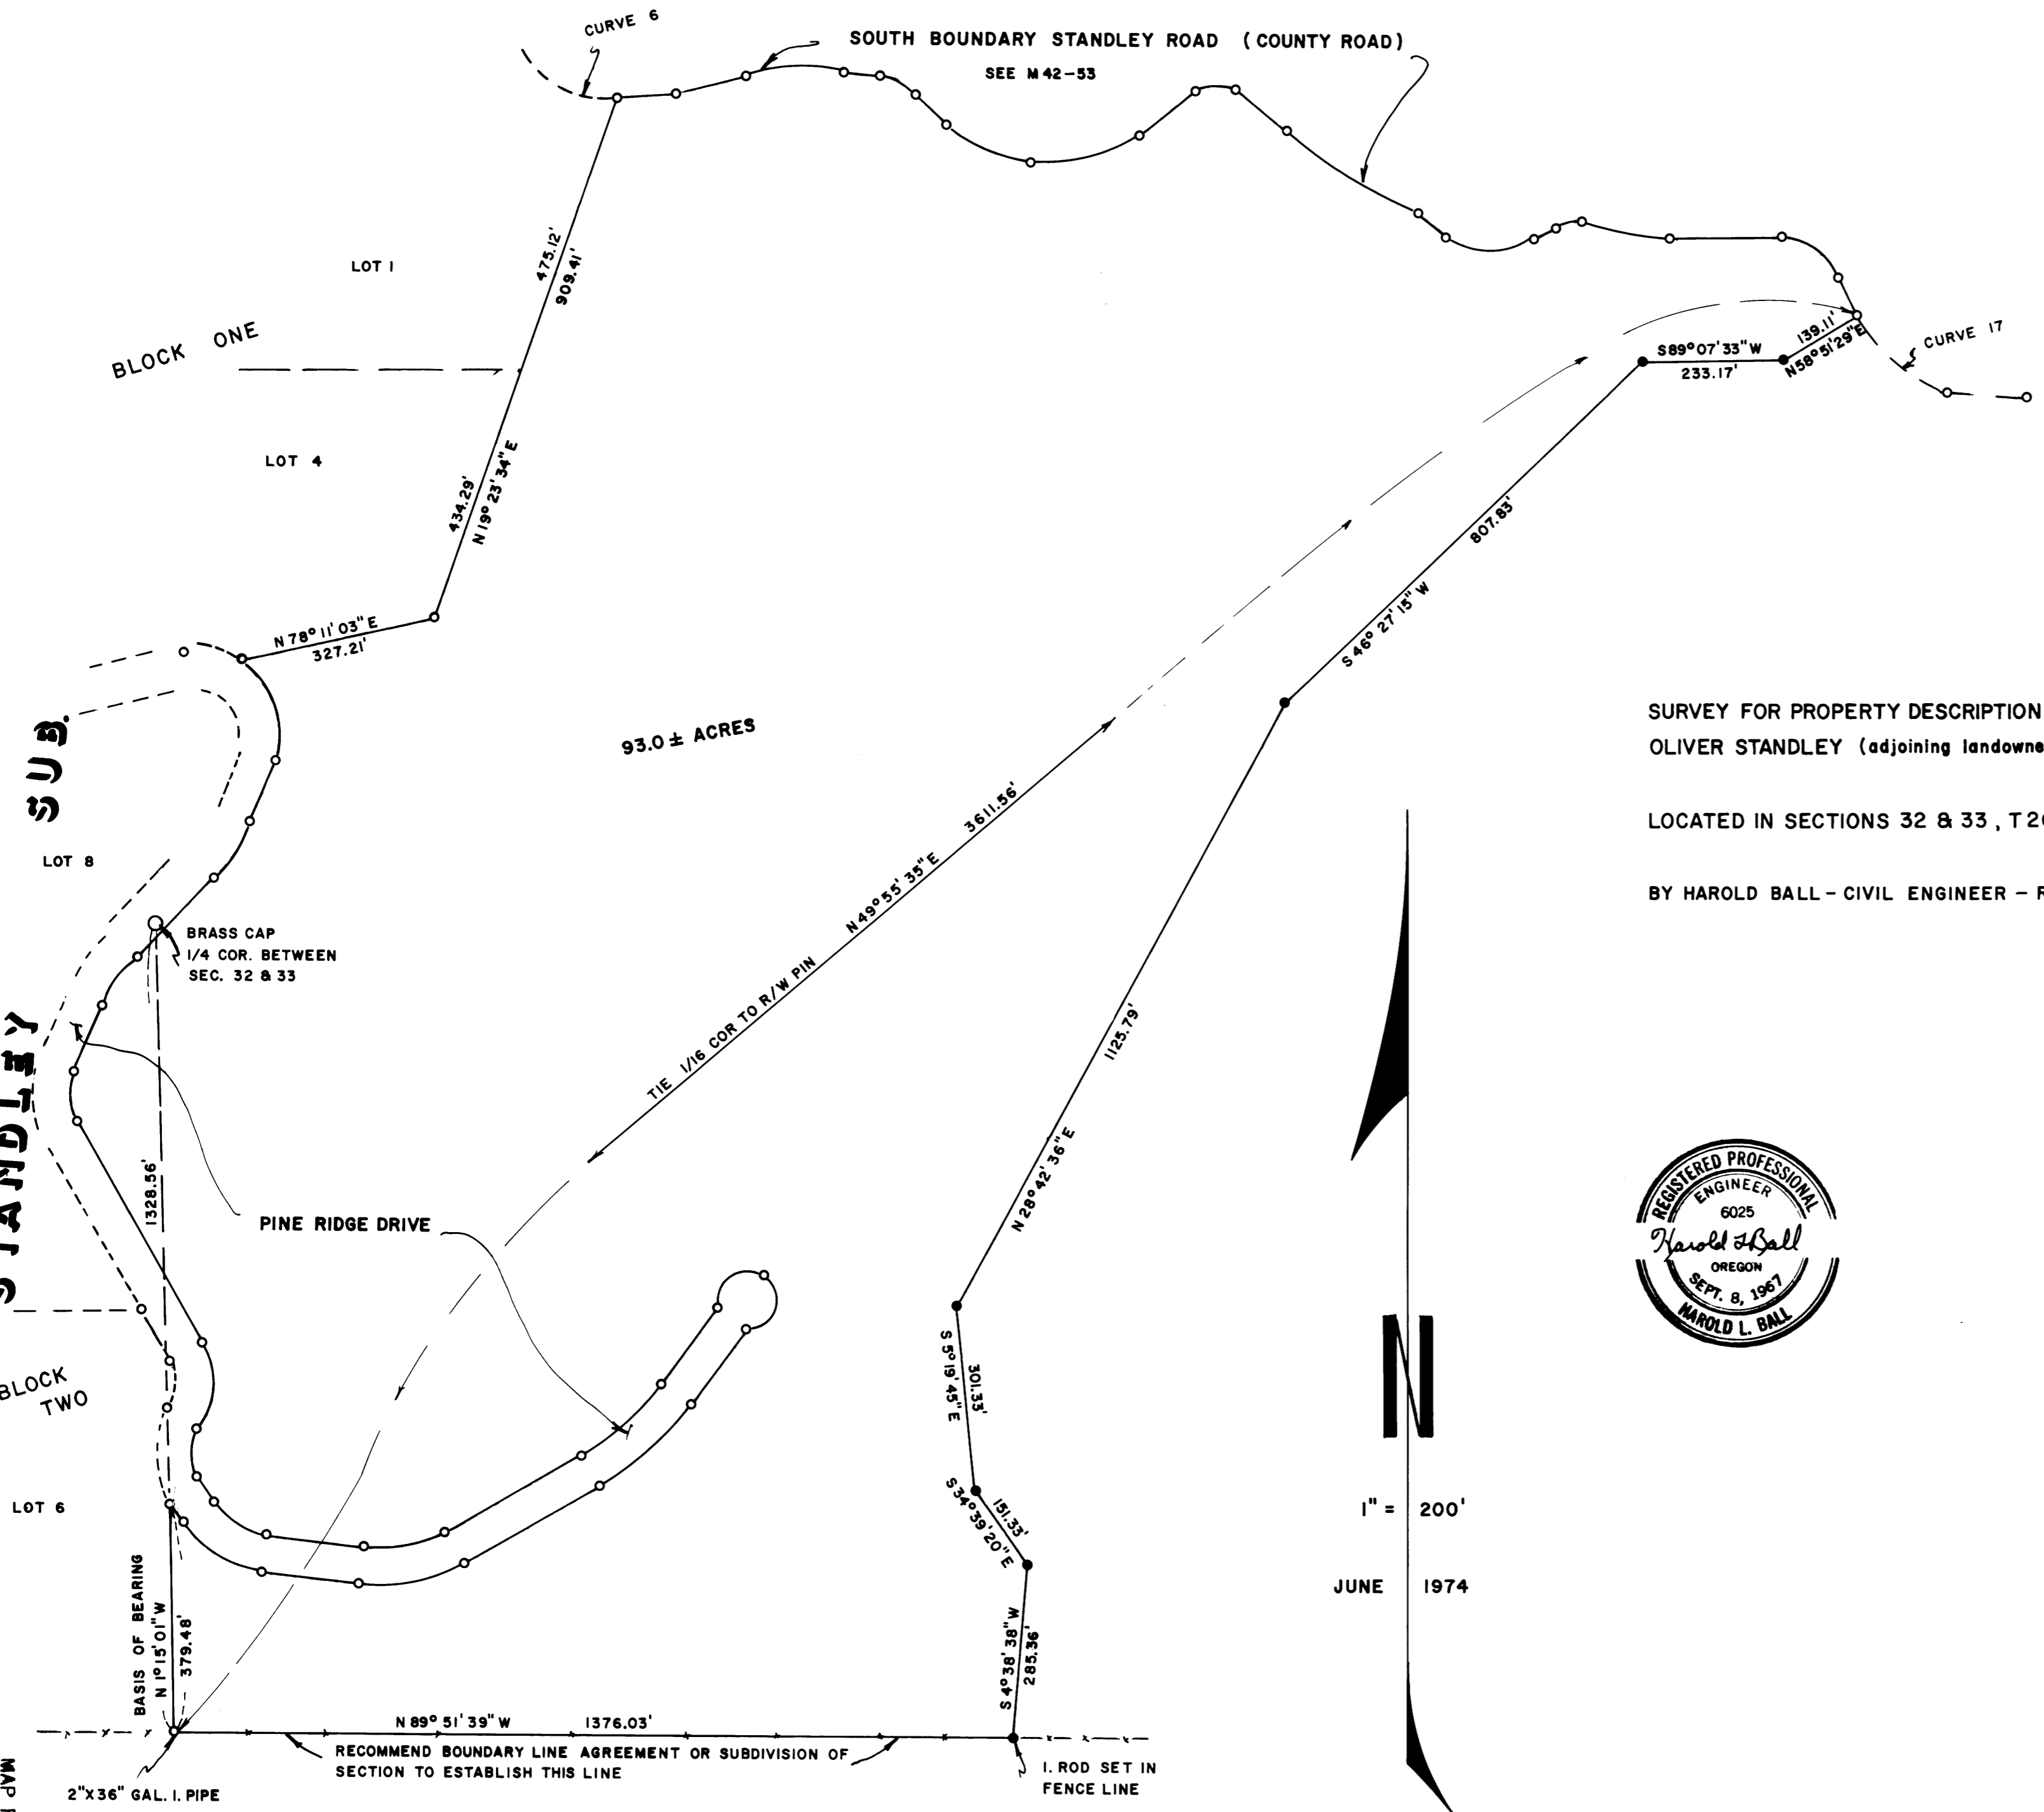 CURVE 6
SOUTH BOUNDARY STANDLEY ROAD (COUNTY ROAD)
SEE M 42-53
475.12'
909.41'
LOT 1
BLOCK ONE
LOT 4
434.29'
N 19° 23' 34" E
N 78° 11' 03" E
327.21'
S 89° 07' 33" W
233.17'
139.11'
N 58° 51' 29" E
CURVE 17
807.83'
S 46° 27' 15" W
93.0 ± ACRES
3611.56'
N 49° 55' 35" E
TIE 1/16 COR TO R/W PIN
SURVEY FOR PROPERTY DESCRIPTION
OLIVER STANDLEY (adjoining landowne
LOCATED IN SECTIONS 32 & 33, T 2
BY HAROLD BALL - CIVIL ENGINEER -
STANDLEY SUB.
LOT 8
BRASS CAP
1/4 COR. BETWEEN
SEC. 32 & 33
1328.56'
PINE RIDGE DRIVE
1125.79'
N 28° 42' 36" E
REGISTERED PROFESSIONAL
ENGINEER
6025
Harold L Ball
OREGON
SEPT. 8, 1967
HAROLD L. BALL
S 5° 19' 45" E
301.33'
S 34° 39' 20" E
151.33'
S 4° 38' 38" W
285.36'
N
1" = 200'
JUNE 1974
BLOCK
TWO
LOT 6
BASIS OF BEARING
N 1° 15' 01" W
379.48'
N 89° 51' 39" W 1376.03'
RECOMMEND BOUNDARY LINE AGREEMENT OR SUBDIVISION OF
SECTION TO ESTABLISH THIS LINE
2"X36" GAL. I. PIPE
I. ROD SET IN
FENCE LINE
MAP